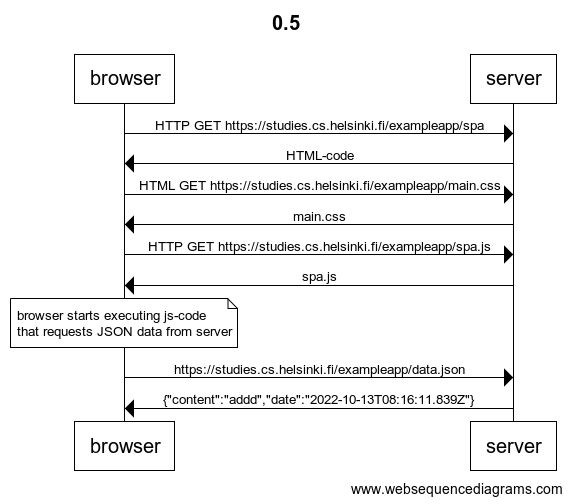 0.5
browser
server
HTTP GET https://studies.cs.helsinki.fi/exampleapp/spa
HTML-code
HTML GET https://studies.cs.helsinki.fi/exampleapp/main.css
main.css
HTTP GET https://studies.cs.helsinki.fi/exampleapp/spa.js
spa.js
browser starts executing js-code
that requests JSON data from server
https://studies.cs.helsinki.fi/exampleapp/data.json
{"content":"addd","date":"2022-10-13T08:16:11.839Z"}
browser
server
www.websequencediagrams.com